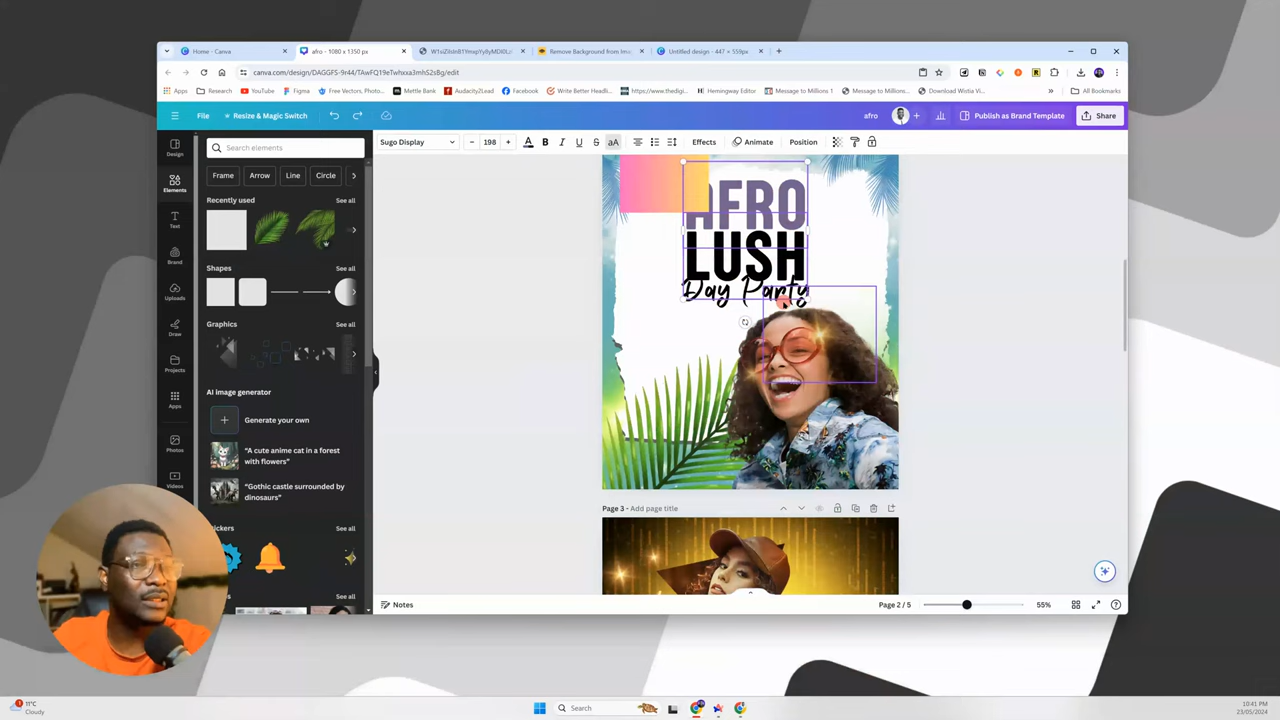 Home - Canva
afro - 1080 x 1350 px
Remove Background from Ima
Untitled design - 447 × 559px
canva.com/design/DAGGFS-9r44/TAwFQ19eTwhxxa3mhS2sBg/edit
Apps
Research
YouTube
Figma
Free Vectors, Photo...
Mettle Bank
Audacity2Lead
Facebook
Write Better Headli...
https://www.thedigi...
Hemingway Editor
Message to Millions 1
Message to Millions...
Download Wistia Vi...
»
All Bookmarks
File
Resize & Magic Switch
afro
Publish as Brand Template
Share
Design
Elements
Text
Brand
Uploads
Draw
Projects
Apps
Photos
Videos
Search elements
Frame
Arrow
Line
Circle
Recently used
See all
Shapes
See all
Graphics
See all
AI image generator
Generate your own
"A cute anime cat in a forest
with flowers"
"Gothic castle surrounded by
dinosaurs"
See all
See all
Sugo Display
− 198 +
A B I U S aA
Effects
Animate
Position
AFRO
LUSH
Day Party
Page 3 - Add page title
Notes
Page 2 / 5
55%
11°C
Cloudy
Search
10:41 PM
23/05/2024